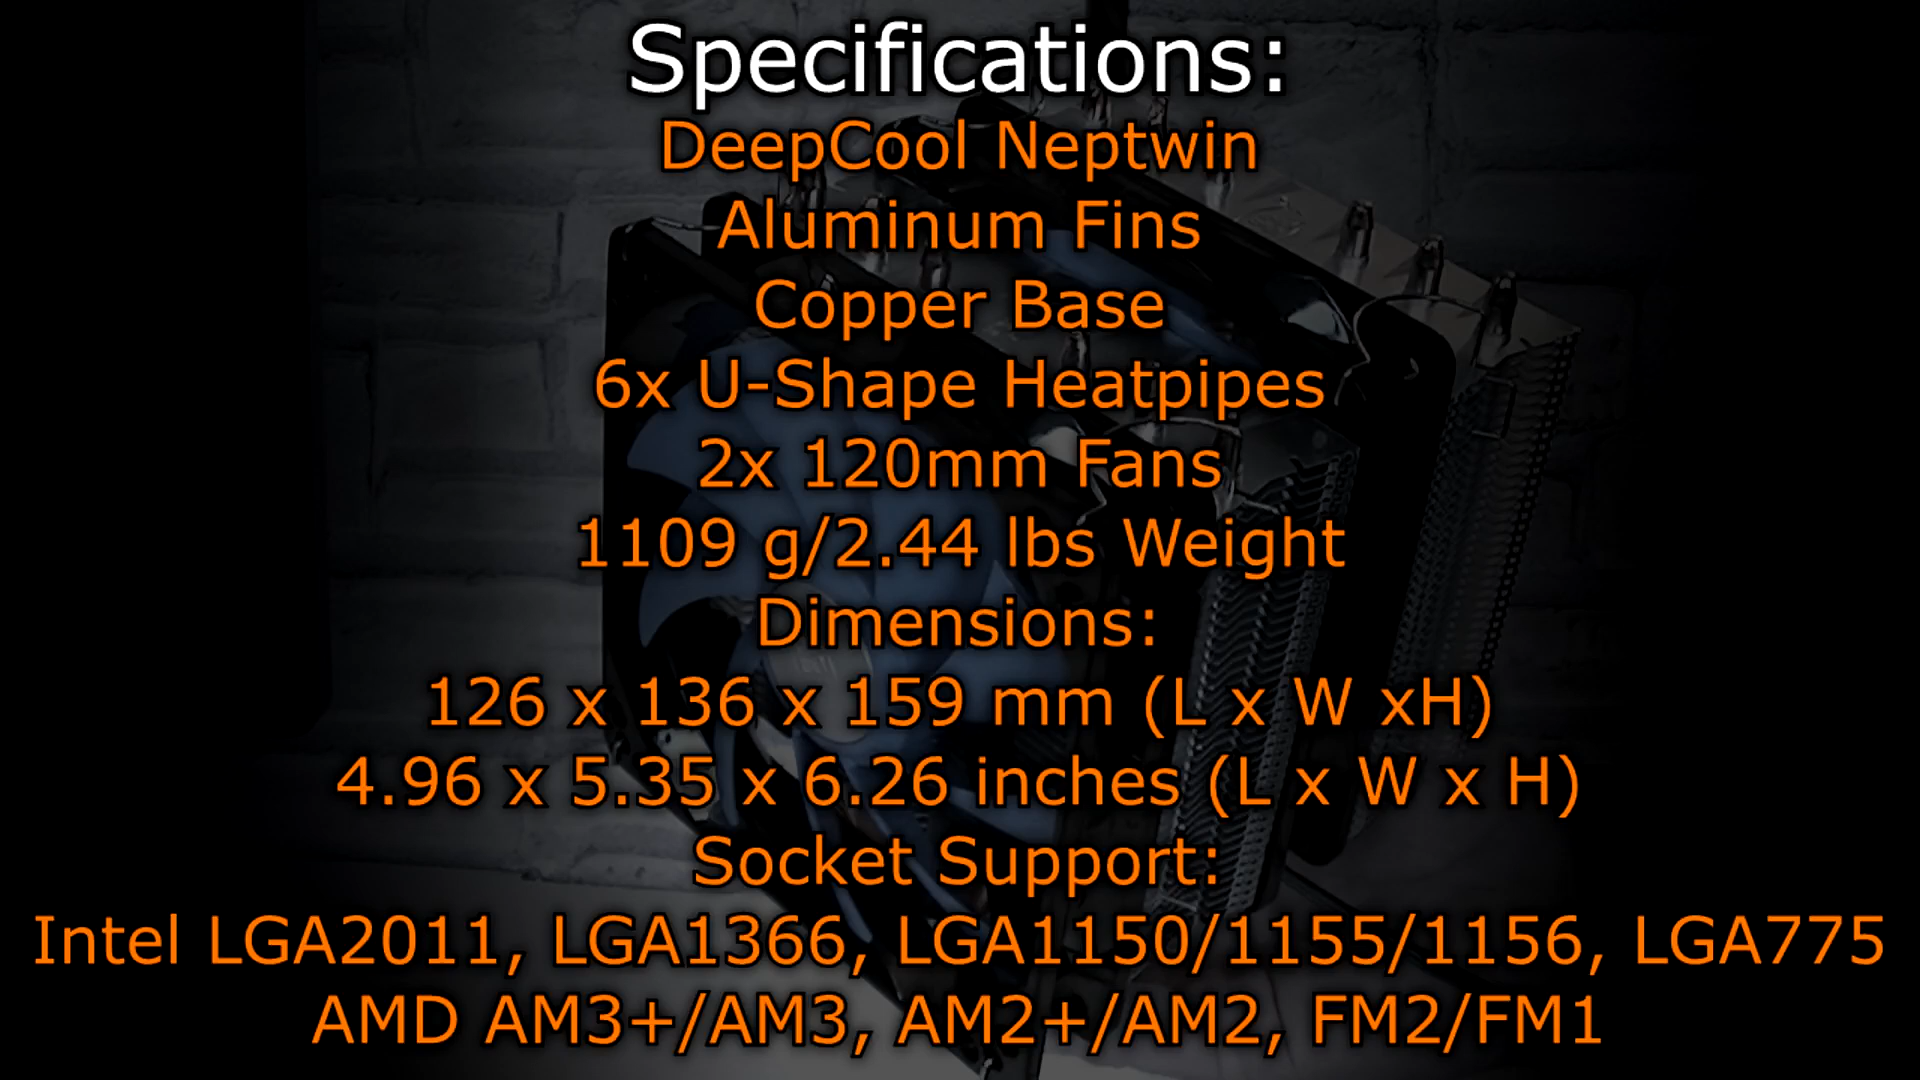 Specifications:
DeepCool Neptwin
Aluminum Fins
Copper Base
6x U-Shape Heatpipes
2x 120mm Fans
1109 g/2.44 lbs Weight
Dimensions:
126 x 136 x 159 mm (L x W xH)
4.96 x 5.35 x 6.26 inches (L x W x H)
Socket Support:
Intel LGA2011, LGA1366, LGA1150/1155/1156, LGA775
AMD AM3+/AM3, AM2+/AM2, FM2/FM1